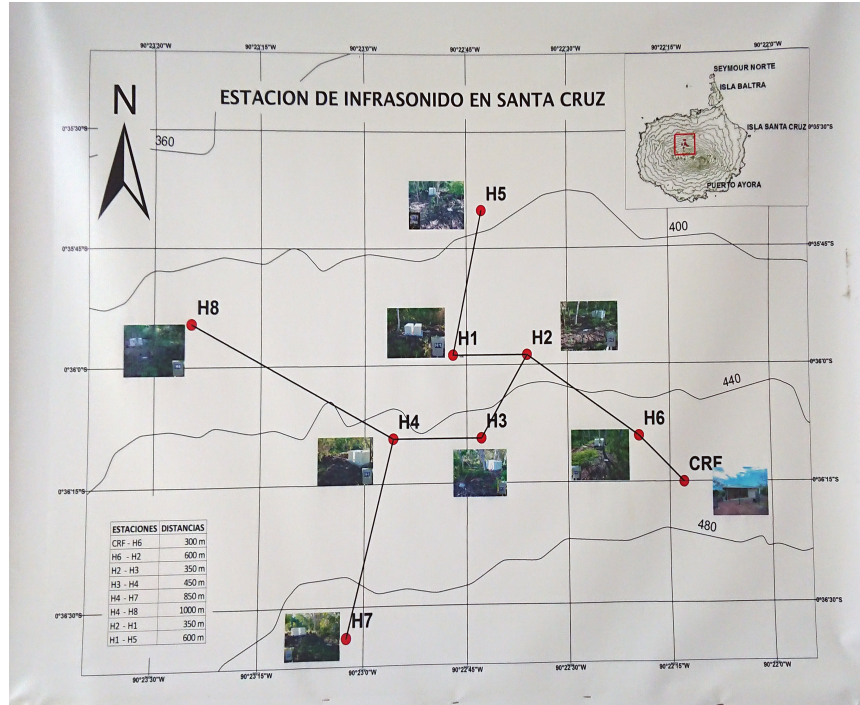 90°23'30"W 90°23'15"W 90°23'0"W 90°22'45"W 90°22'30"W 90°22'15"W 90°22'0"W
N
ESTACION DE INFRASONIDO EN SANTA CRUZ
SEYMOUR NORTE
ISLA BALTRA
ISLA SANTA CRUZ
PUERTO AYORA
0°35'30"S 0°35'30"S
360
H5
400
0°35'45"S 0°35'45"S
H8
H1
H2
0°36'0"S 0°36'0"S
440
H4
H3
H6
CRF
0°36'15"S 0°36'15"S
480
ESTACIONES DISTANCIAS
CRF - H6 300 m
H6 - H2 600 m
H2 - H3 350 m
H3 - H4 450 m
H4 - H7 850 m
H4 - H8 1000 m
H2 - H1 350 m
H1 - H5 600 m
0°36'30"S 0°36'30"S
H7
90°23'30"W 90°23'15"W 90°23'0"W 90°22'45"W 90°22'30"W 90°22'15"W 90°22'0"W